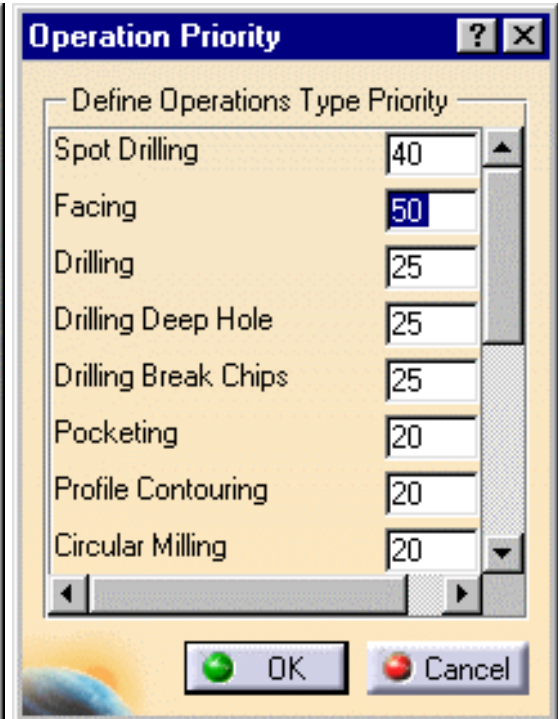 Operation Priority
Define Operations Type Priority
Spot Drilling 40
Facing 50
Drilling 25
Drilling Deep Hole 25
Drilling Break Chips 25
Pocketing 20
Profile Contouring 20
Circular Milling 20
OK Cancel